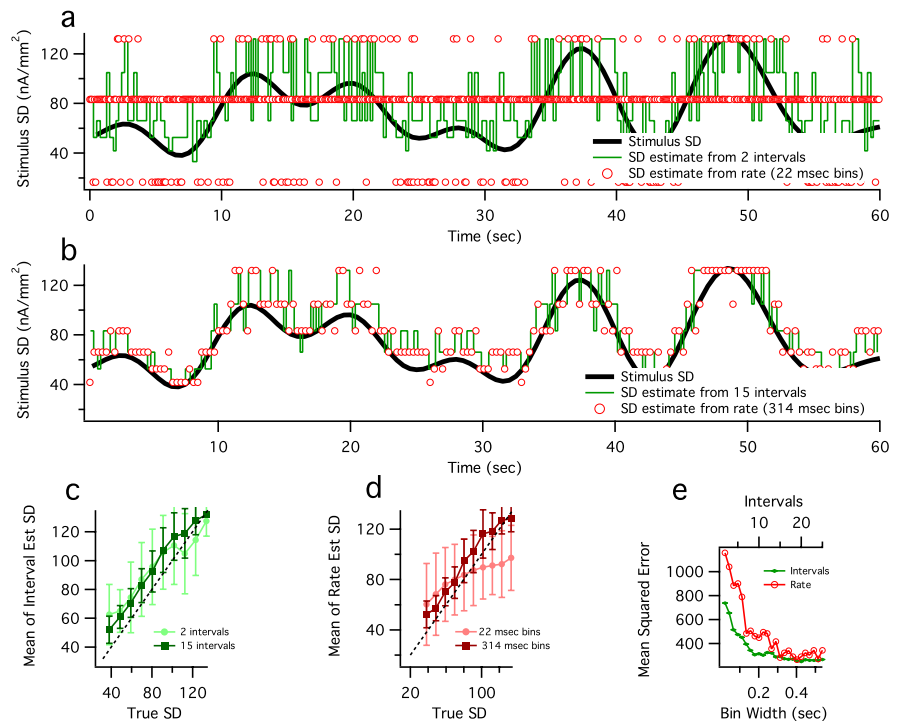 a
Stimulus SD (nA/mm²)
120
80
40
Stimulus SD
SD estimate from 2 intervals
SD estimate from rate (22 msec bins)
0 10 20 30 40 50 60
Time (sec)
b
Stimulus SD (nA/mm²)
120
80
40
Stimulus SD
SD estimate from 15 intervals
SD estimate from rate (314 msec bins)
10 20 30 40 50 60
Time (sec)
c
Mean of Interval Est SD
120
100
80
60
40
2 intervals
15 intervals
40 80 120
True SD
d
Mean of Rate Est SD
120
80
40
22 msec bins
314 msec bins
20 100
True SD
e
Intervals
10 20
Mean Squared Error
1000
800
600
400
Intervals
Rate
0.2 0.4
Bin Width (sec)